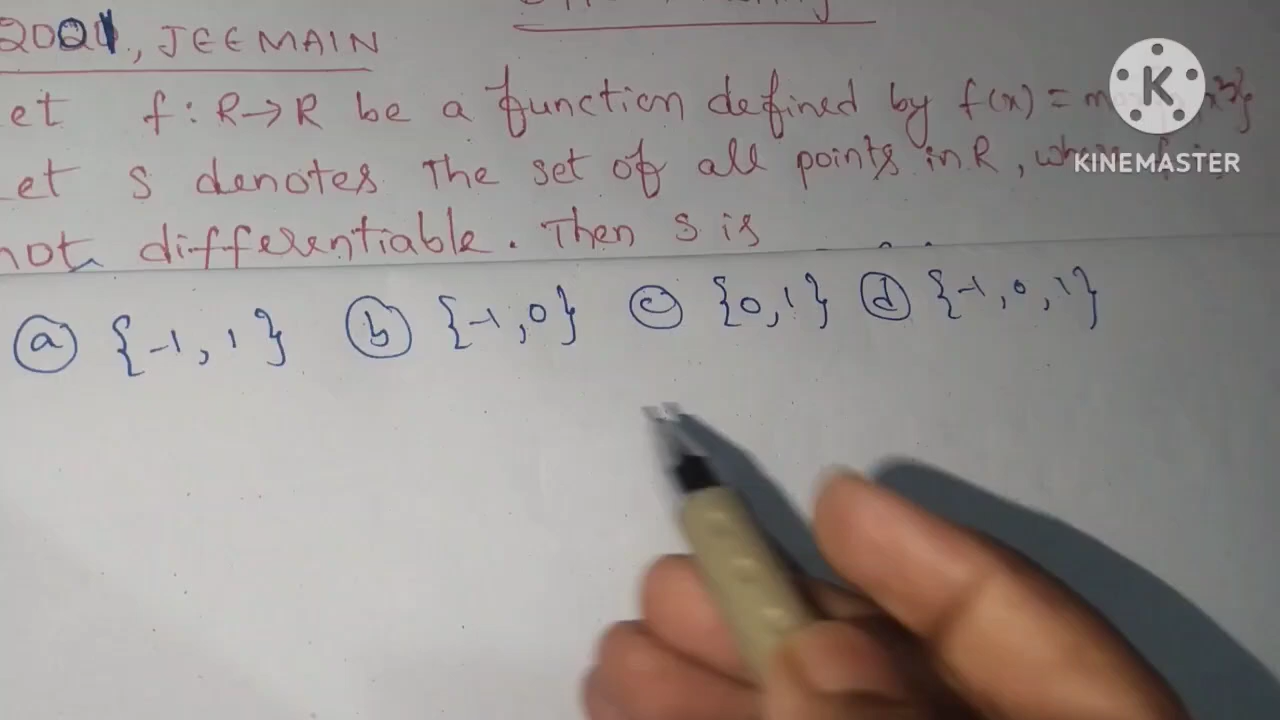 2021, JEE MAIN
et f : R→R be a function defined by f(x) =
et S denotes The set of all points in R, is
not differentiable. Then S is
K
KINEMASTER
ⓐ {-1, 1} ⓑ {-1, 0} ⓒ {0, 1} ⓓ {-1, 0, 1}